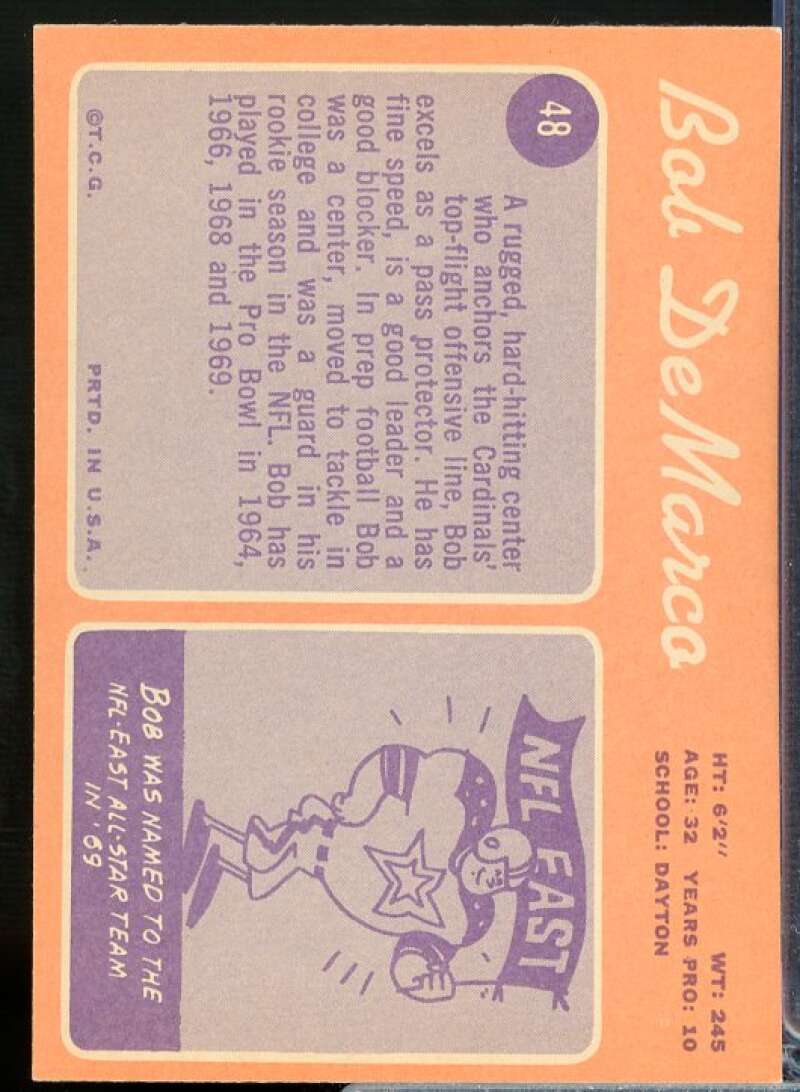 Bob DeMarco
HT: 6'2" WT: 245
AGE: 32 YEARS PRO: 10
SCHOOL: DAYTON
48
A rugged, hard-hitting center
who anchors the Cardinals'
top-flight offensive line, Bob
excels as a pass protector. He has
fine speed, is a good leader and a
good blocker. In prep football Bob
was a center, moved to tackle in
college and was a guard in his
rookie season in the NFL. Bob has
played in the Pro Bowl in 1964,
1966, 1968 and 1969.
©T.C.G. PRTD. IN U.S.A.
NFL EAST
BOB WAS NAMED TO THE
NFL-EAST ALL-STAR TEAM
IN '69